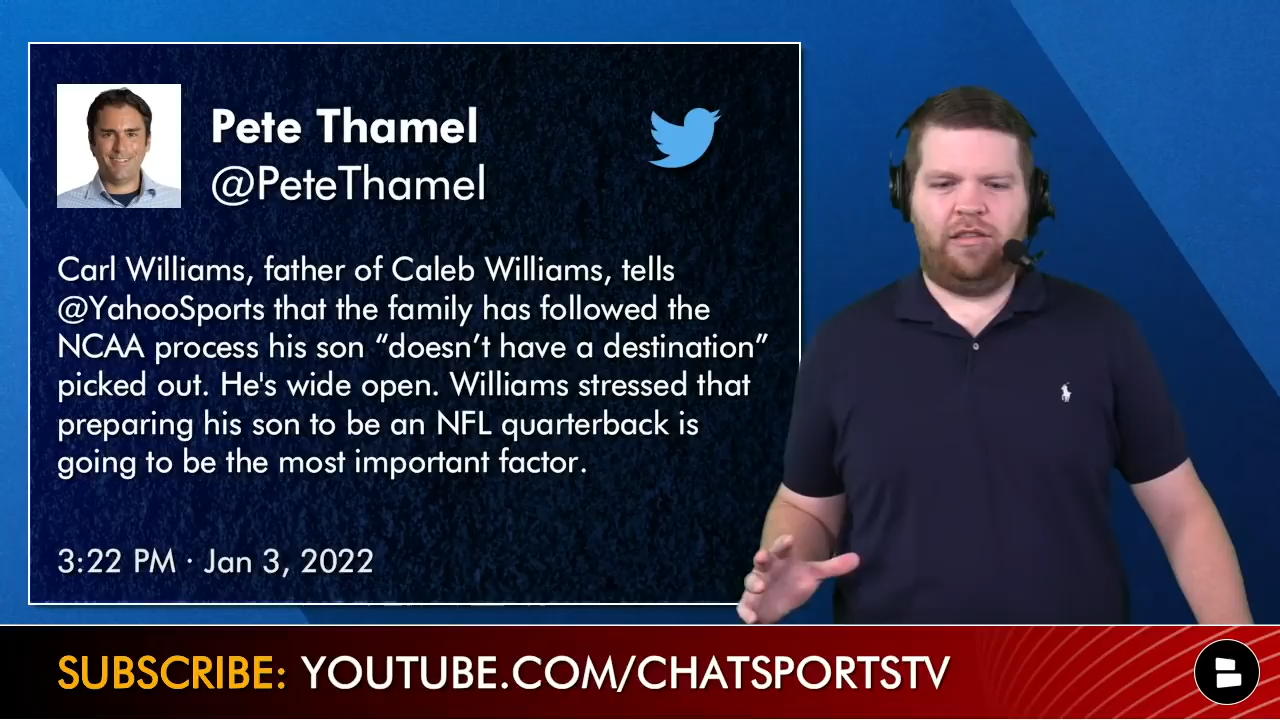 Pete Thamel
@PeteThamel
Carl Williams, father of Caleb Williams, tells
@YahooSports that the family has followed the
NCAA process his son “doesn’t have a destination”
picked out. He's wide open. Williams stressed that
preparing his son to be an NFL quarterback is
going to be the most important factor.
3:22 PM · Jan 3, 2022
SUBSCRIBE: YOUTUBE.COM/CHATSPORTSTV